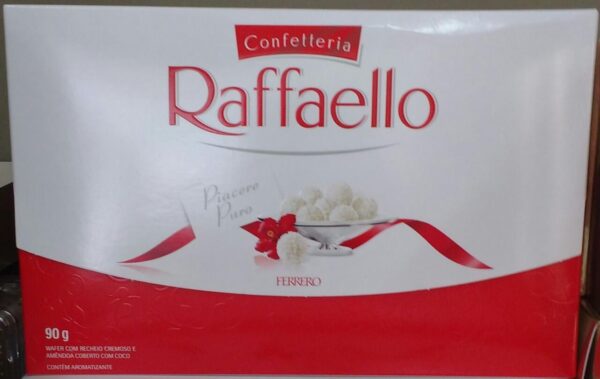 Confetteria
Raffaello
Piacere
Puro
FERRERO
90 g
WAFER COM RECHEIO CREMOSO E
AMÊNDOA COBERTO COM COCO
CONTÉM AROMATIZANTE